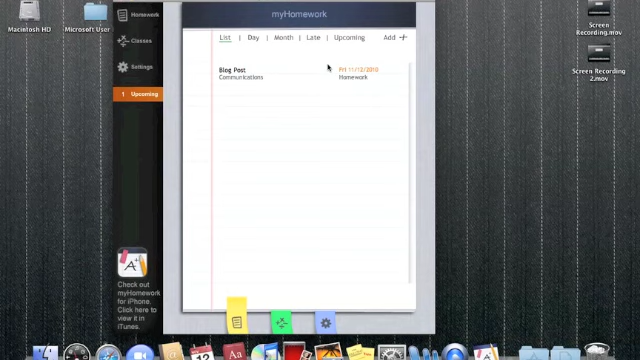 Macintosh HD
Microsoft User
Homework
Classes
Settings
1 Upcoming
Check out
myHomework
for iPhone.
Click here to
view it in
iTunes.
myHomework
List | Day | Month | Late | Upcoming Add +
Blog Post Fri 11/12/2010
Communications Homework
Screen
Recording.mov
Screen Recording
2.mov
A+
12
Aa